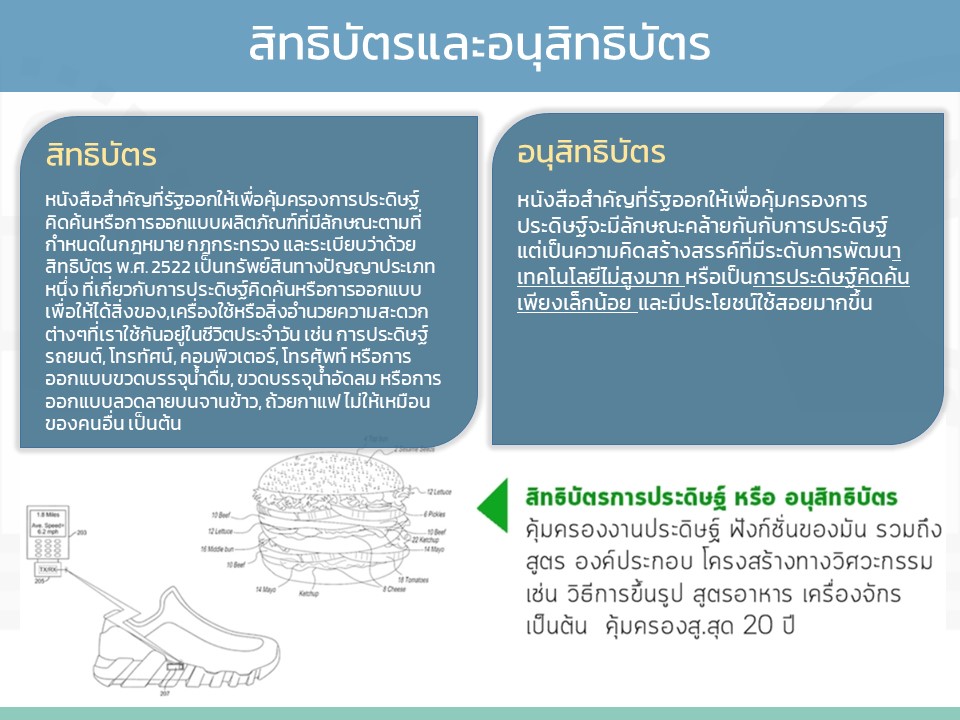 สิทธิบัตรและอนุสิทธิบัตร
สิทธิบัตร
หนังสือสำคัญที่รัฐออกให้เพื่อคุ้มครองการประดิษฐ์
คิดค้นหรือการออกแบบผลิตภัณฑ์ที่มีลักษณะตามที่
กำหนดในกฎหมาย กฎกระทรวง และระเบียบว่าด้วย
สิทธิบัตร พ.ศ. 2522 เป็นทรัพย์สินทางปัญญาประเภท
หนึ่ง ที่เกี่ยวกับการประดิษฐ์คิดค้นหรือการออกแบบ
เพื่อให้ได้สิ่งของ,เครื่องใช้หรือสิ่งอำนวยความสะดวก
ต่างๆที่เราใช้กันอยู่ในชีวิตประจำวัน เช่น การประดิษฐ์
รถยนต์, โทรทัศน์, คอมพิวเตอร์, โทรศัพท์ หรือการ
ออกแบบขวดบรรจุน้ำดื่ม, ขวดบรรจุน้ำอัดลม หรือการ
ออกแบบลวดลายบนจานข้าว, ถ้วยกาแฟ ไม่ให้เหมือน
ของคนอื่น เป็นต้น
อนุสิทธิบัตร
หนังสือสำคัญที่รัฐออกให้เพื่อคุ้มครองการ
ประดิษฐ์จะมีลักษณะคล้ายกันกับการประดิษฐ์
แต่เป็นความคิดสร้างสรรค์ที่มีระดับการพัฒนา
เทคโนโลยีไม่สูงมาก หรือเป็นการประดิษฐ์คิดค้น
เพียงเล็กน้อย และมีประโยชน์ใช้สอยมากขึ้น
12 Lettuce
10 Beef
6 Pickles
12 Lettuce
10 Beef
22 Ketchup
16 Middle bun
14 Mayo
10 Beef
18 Tomatoes
14 Mayo
Ketchup
8 Cheese
1.8 Miles
Ave. Speed=
6.2 mph
203
TX/RX
205
207
สิทธิบัตรการประดิษฐ์ หรือ อนุสิทธิบัตร
คุ้มครองงานประดิษฐ์ ฟังก์ชั่นของมัน รวมถึง
สูตร องค์ประกอบ โครงสร้างทางวิศวะกรรม
เช่น วิธีการขึ้นรูป สูตรอาหาร เครื่องจักร
เป็นต้น คุ้มครองสู.สุด 20 ปี